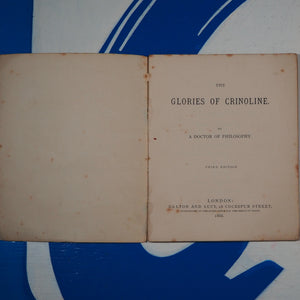 THE
GLORIES OF CRINOLINE.
BY
A DOCTOR OF PHILOSOPHY
THIRD EDITION
LONDON:
DALTON AND LUCY, 28 COCKSPUR STREET,
1866.